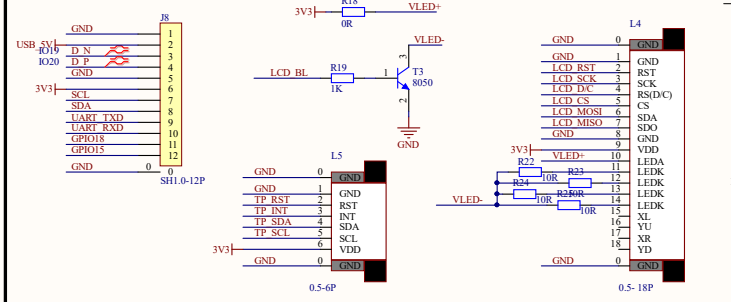 J8
GND 1
USB_5V 2
IO19 D_N 3
IO20 D_P 4
GND 5
3V3 6
SCL 7
SDA 8
UART_TXD 9
UART_RXD 10
GPIO18 11
GPIO15 12
GND 0 0
SH1.0-12P
R18
3V3 VLED+
0R
VLED-
3
LCD_BL R19 1 T3
1K 8050
2
GND
L5
GND 0 GND
GND 1 GND
TP_RST 2 RST
TP_INT 3 INT
TP_SDA 4 SDA
TP_SCL 5 SCL
3V3 6 VDD
GND 0 GND
0.5-6P
L4
GND 0 GND
GND 1 GND
LCD_RST 2 RST
LCD_SCK 3 SCK
LCD_D/C 4 RS(D/C)
LCD_CS 5 CS
LCD_MOSI 6 SDA
LCD_MISO 7 SDO
GND 8 GND
3V3 9 VDD
VLED+ 10 LEDA
R22 11 LEDK
10R R23 12 LEDK
R24 10R 13 LEDK
VLED- 10R 14 LEDK
10R
15 XL
16 YU
17 XR
18 YD
GND 0 GND
0.5- 18P